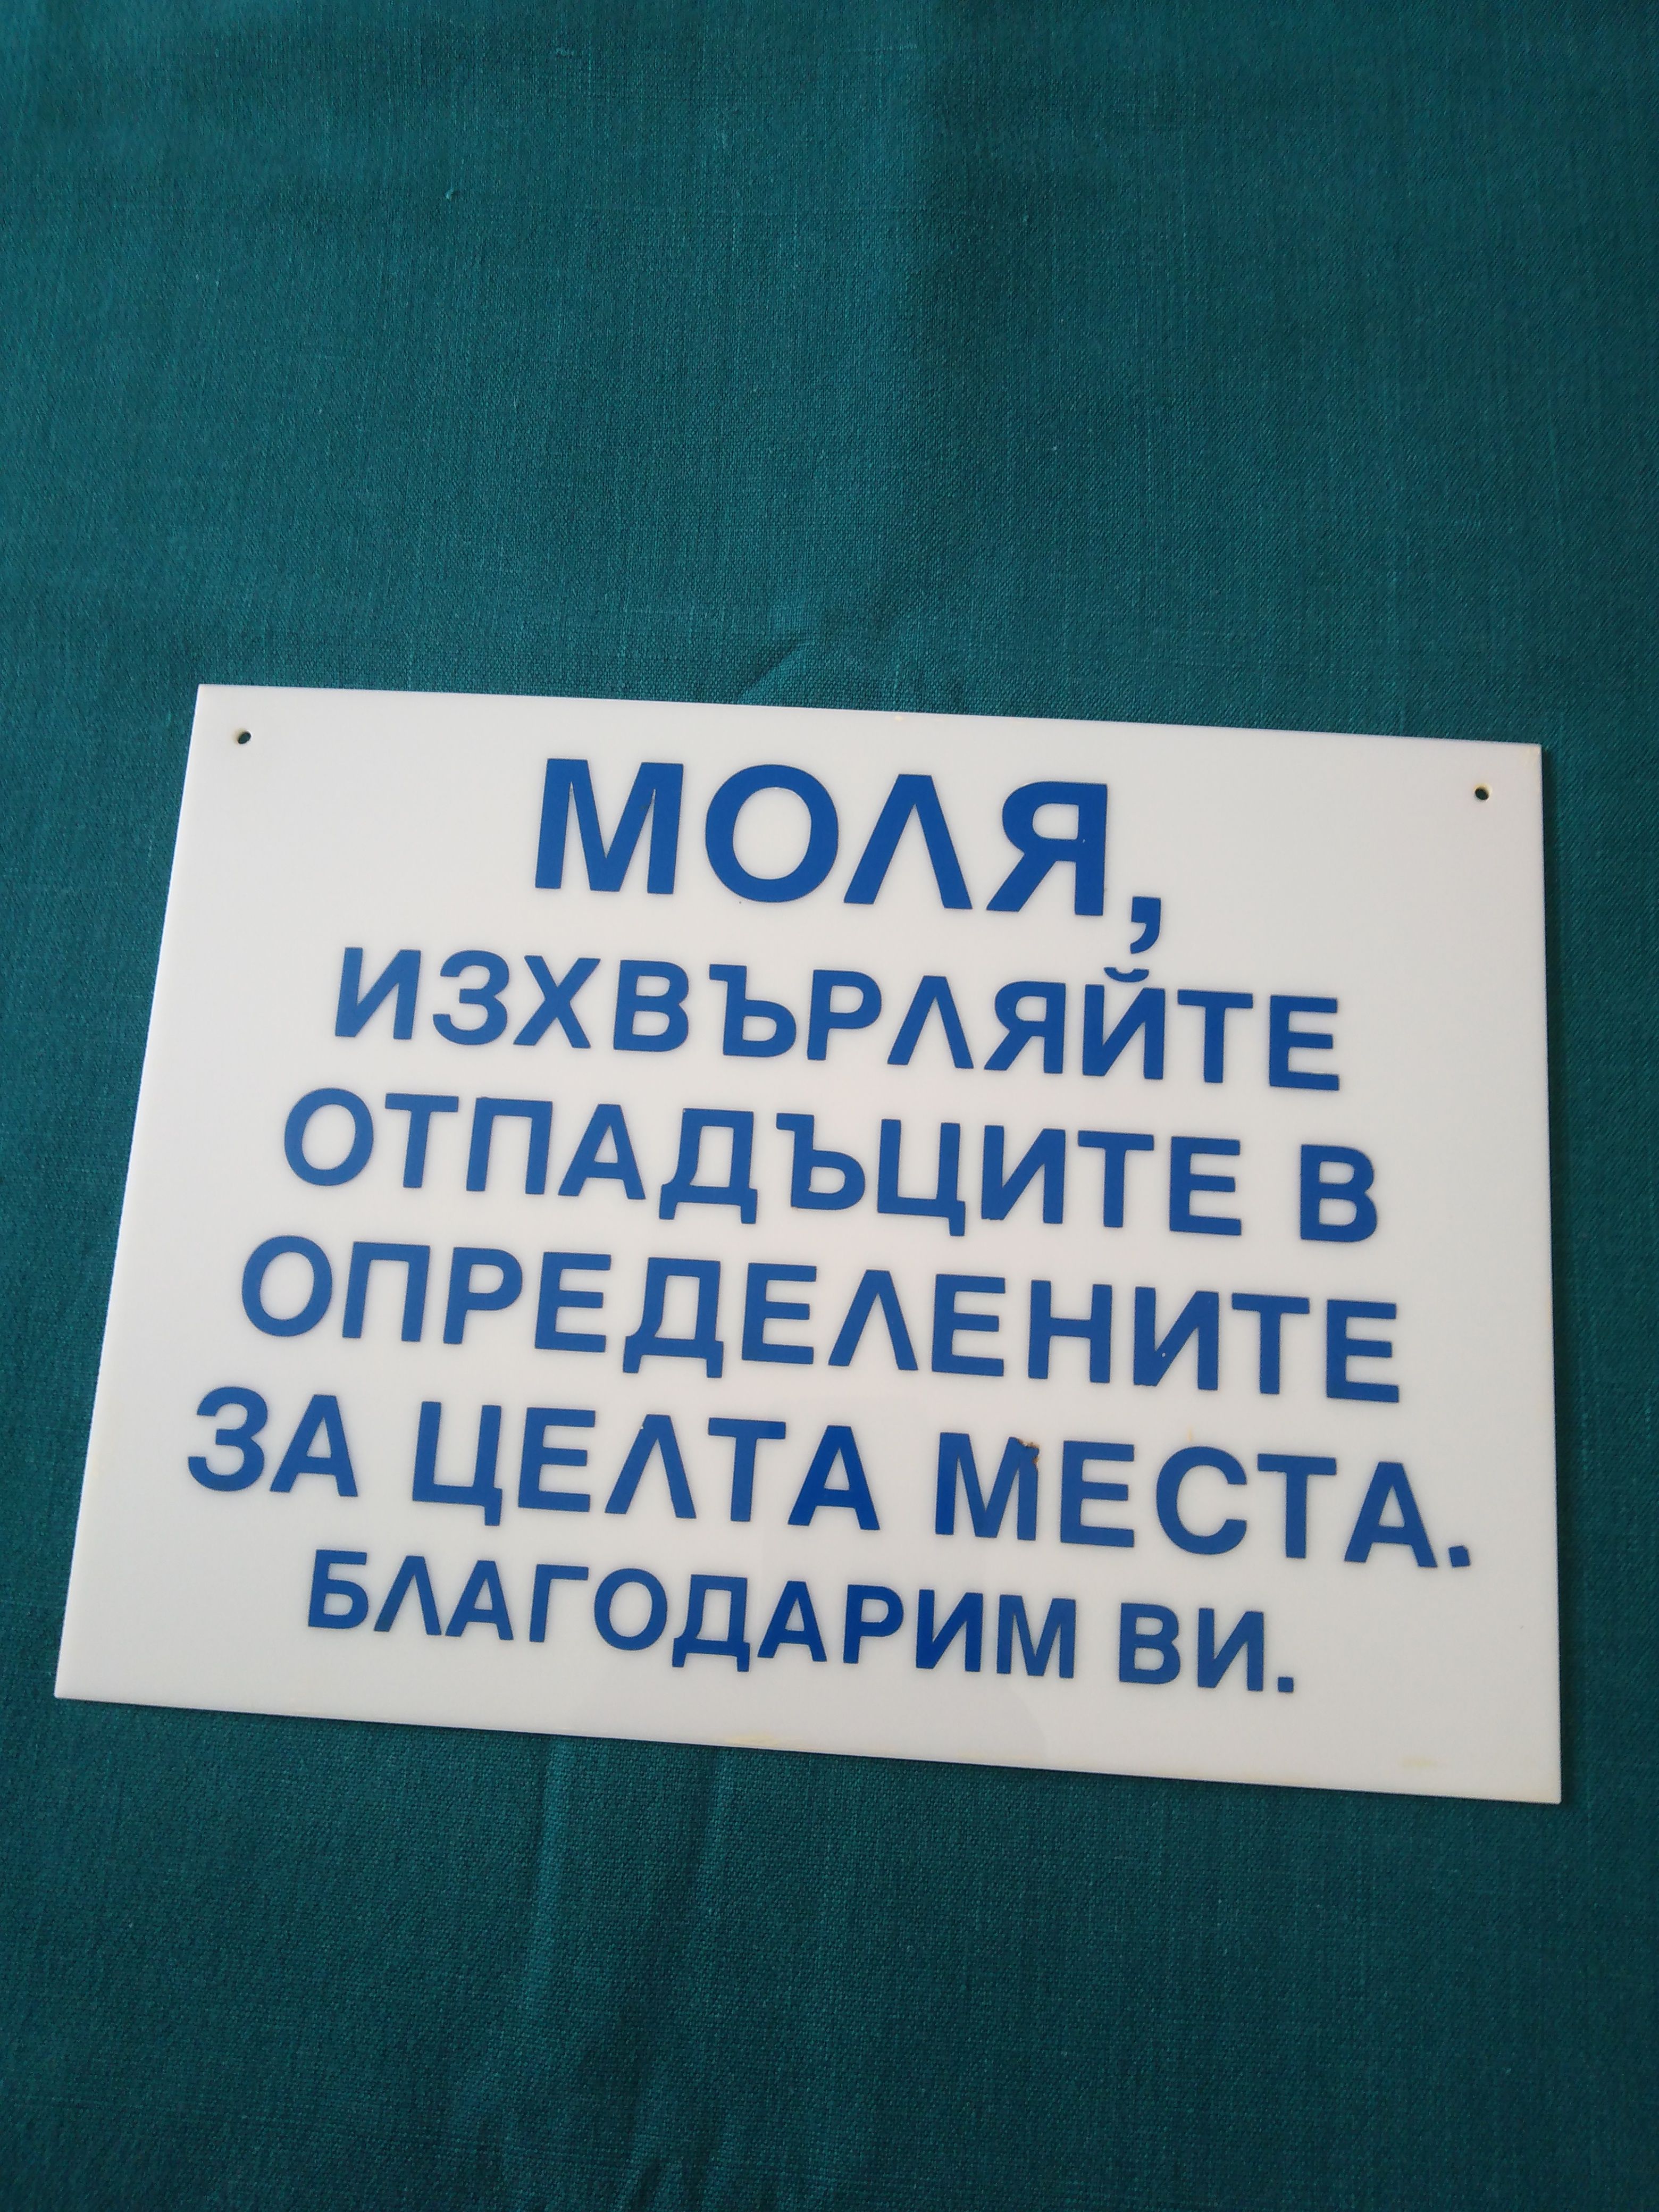 МОЛЯ,
ИЗХВЪРЛЯЙТЕ
ОТПАДЪЦИТЕ В
ОПРЕДЕЛЕНИТЕ
ЗА ЦЕЛТА МЕСТА.
БЛАГОДАРИМ ВИ.